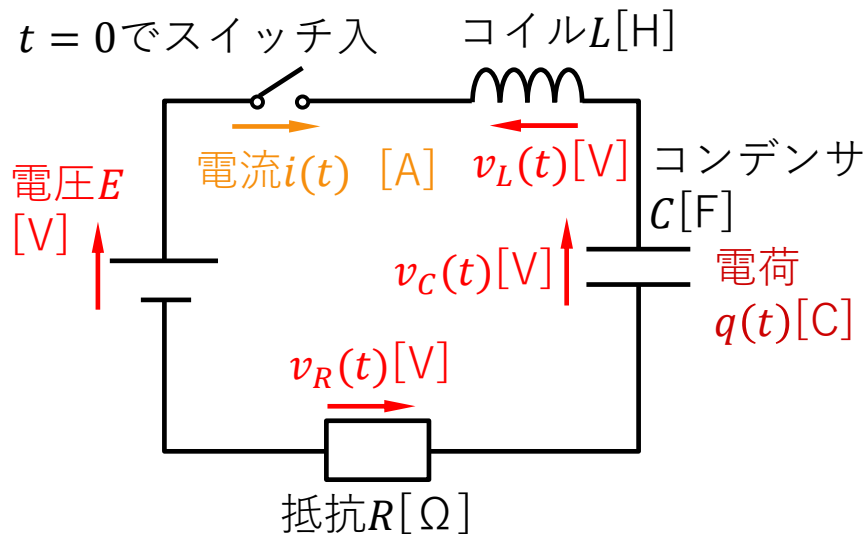 t = 0でスイッチ入
コイルL[H]
電流i(t) [A]
v_L(t)[V]
コンデンサ
C[F]
電圧E
[V]
v_C(t)[V]
電荷
q(t)[C]
v_R(t)[V]
抵抗R[Ω]